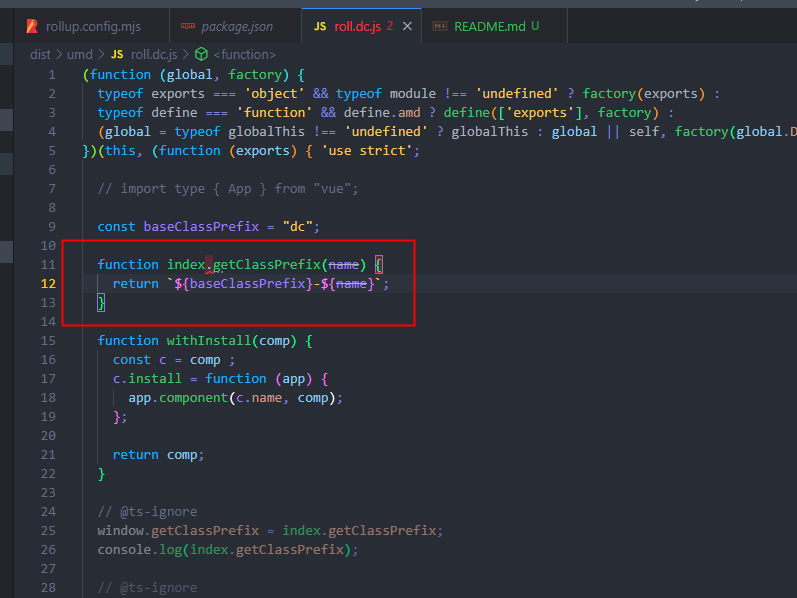 rollup.config.mjs
package.json
JS roll.dc.js 2 ×
README.md U
dist > umd > JS roll.dc.js > <function>
1 (function (global, factory) {
2 typeof exports === 'object' && typeof module !== 'undefined' ? factory(exports) :
3 typeof define === 'function' && define.amd ? define(['exports'], factory) :
4 (global = typeof globalThis !== 'undefined' ? globalThis : global || self, factory(global.D
5 })(this, (function (exports) { 'use strict';
6
7 // import type { App } from "vue";
8
9 const baseClassPrefix = "dc";
10
11 function index.getClassPrefix(name) {
12 return `${baseClassPrefix}-${name}`;
13 }
14
15 function withInstall(comp) {
16 const c = comp ;
17 c.install = function (app) {
18 app.component(c.name, comp);
19 };
20
21 return comp;
22 }
23
24 // @ts-ignore
25 window.getClassPrefix = index.getClassPrefix;
26 console.log(index.getClassPrefix);
27
28 // @ts-ignore